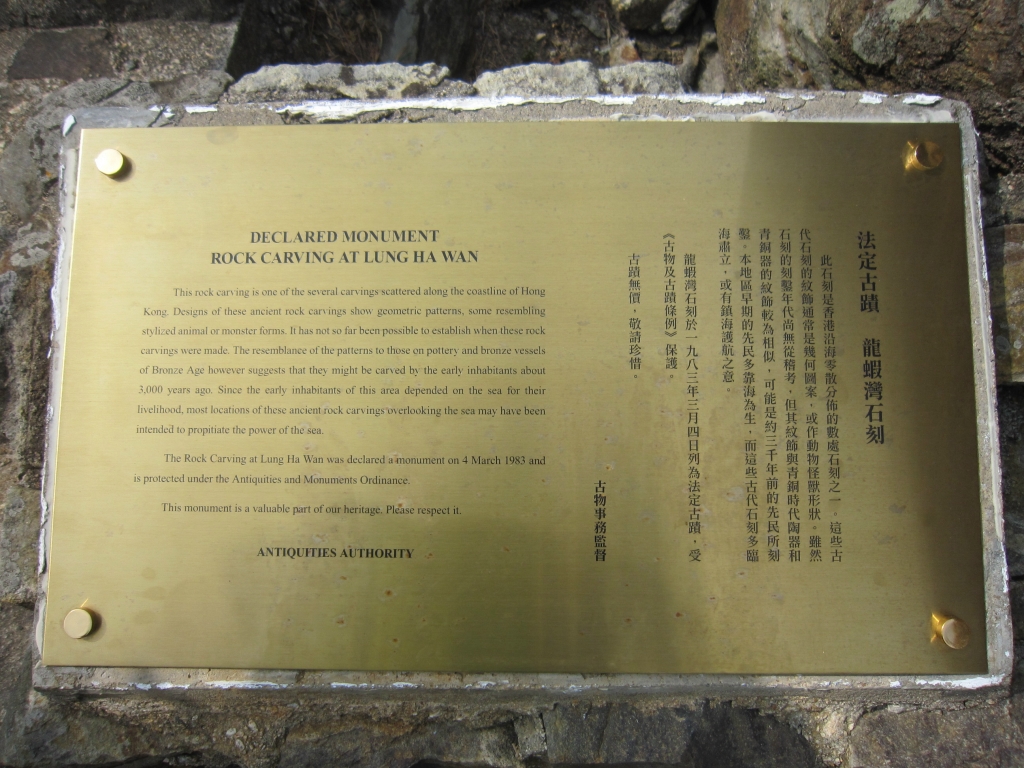 DECLARED MONUMENT
ROCK CARVING AT LUNG HA WAN
This rock carving is one of the several carvings scattered along the coastline of Hong
Kong. Designs of these ancient rock carvings show geometric patterns, some resembling
stylized animal or monster forms. It has not so far been possible to establish when these rock
carvings were made. The resemblance of the patterns to those on pottery and bronze vessels
of Bronze Age however suggests that they might be carved by the early inhabitants about
3,000 years ago. Since the early inhabitants of this area depended on the sea for their
livelihood, most locations of these ancient rock carvings overlooking the sea may have been
intended to propitiate the power of the sea.
The Rock Carving at Lung Ha Wan was declared a monument on 4 March 1983 and
is protected under the Antiquities and Monuments Ordinance.
This monument is a valuable part of our heritage. Please respect it.
ANTIQUITIES AUTHORITY
法定古蹟 龍蝦灣石刻
此石刻是香港沿海零散分佈的數處石刻之一。這些古
代石刻的紋飾通常是幾何圖案，或作動物怪獸形狀。雖然
石刻的刻鑿年代尚無從稽考，但其紋飾與青銅時代陶器和
青銅器的紋飾較為相似，可能是約三千年前的先民所刻
鑿。本地區早期的先民多靠海為生，而這些古代石刻多臨
海肅立，或有鎮海護航之意。
龍蝦灣石刻於一九八三年三月四日列為法定古蹟，受
《古物及古蹟條例》保護。
古蹟無價，敬請珍惜。
古物事務監督